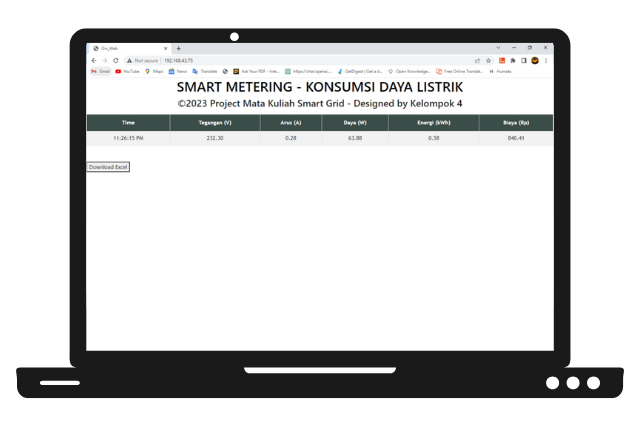 Gro_Web
Not secure | 192.168.43.75
Gmail YouTube Maps News Translate Ask Your PDF - Inte... https://chat.openai... GetDigest | Get a d... Open Knowledge... Free Online Translat... Humata
SMART METERING - KONSUMSI DAYA LISTRIK
©2023 Project Mata Kuliah Smart Grid - Designed by Kelompok 4
Time Tegangan (V) Arus (A) Daya (W) Energi (kWh) Biaya (Rp)
11:26:15 PM 232.30 0.28 63.88 0.58 840.41
Download Excel